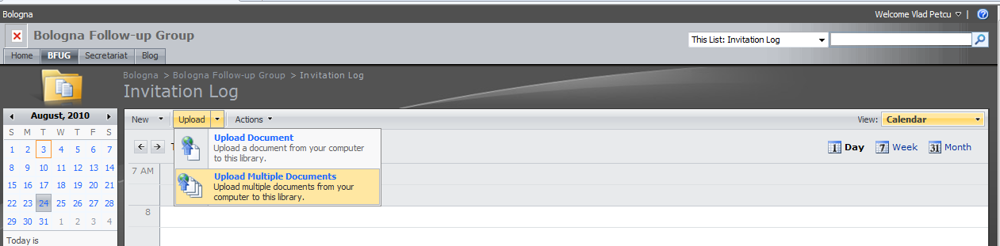 Bologna
Welcome Vlad Petcu
Bologna Follow-up Group
This List: Invitation Log
Home BFUG Secretariat Blog
Bologna > Bologna Follow-up Group > Invitation Log
Invitation Log
August, 2010
S M T W T F S
1 2 3 4 5 6 7
8 9 10 11 12 13 14
15 16 17 18 19 20 21
22 23 24 25 26 27 28
29 30 31 1 2 3 4
Today is
New Upload Actions
View: Calendar
Upload Document
Upload a document from your computer
to this library.
Upload Multiple Documents
Upload multiple documents from your
computer to this library.
1 Day 7 Week 31 Month
7 AM
8